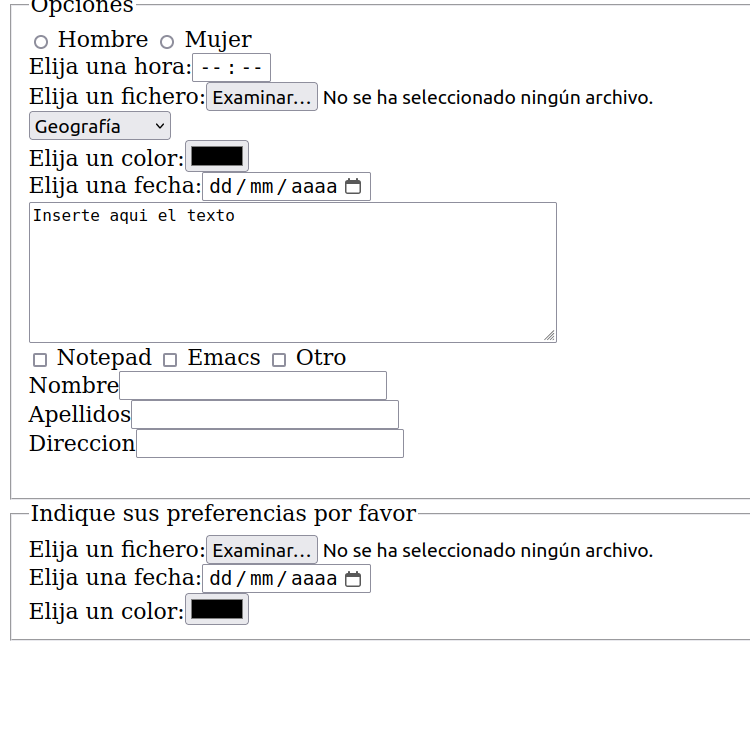 Opciones
Hombre Mujer
Elija una hora: --:--
Elija un fichero: Examinar... No se ha seleccionado ningún archivo.
Geografía
Elija un color:
Elija una fecha: dd/mm/aaaa
Inserte aqui el texto
Notepad Emacs Otro
Nombre
Apellidos
Direccion
Indique sus preferencias por favor
Elija un fichero: Examinar... No se ha seleccionado ningún archivo.
Elija una fecha: dd/mm/aaaa
Elija un color: